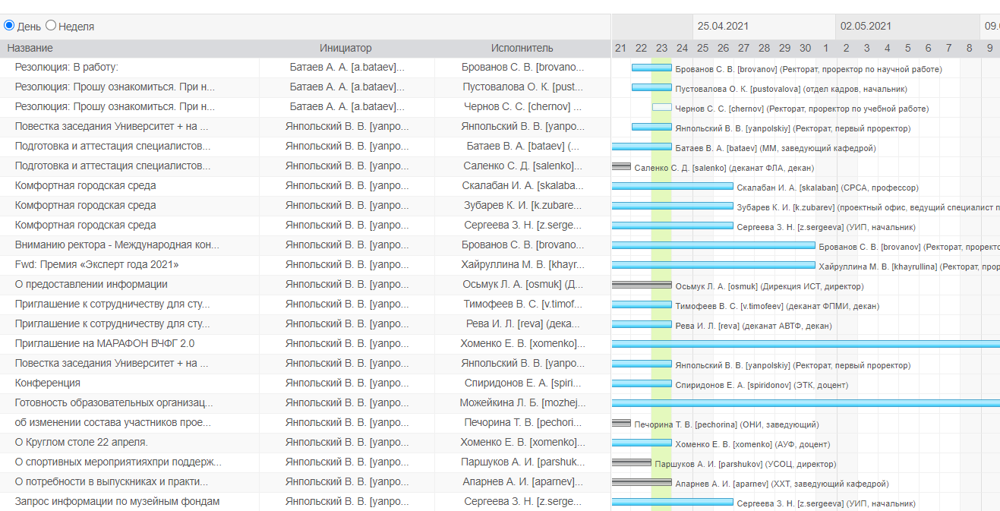 День Неделя 25.04.2021 02.05.2021 09.0
Название Инициатор Исполнитель 21 22 23 24 25 26 27 28 29 30 1 2 3 4 5 6 7 8 9
Резолюция: В работу: Батаев А. А. [a.bataev]... Брованов С. В. [brovano... Брованов С. В. [brovanov] (Ректорат, проректор по научной работе)
Резолюция: Прошу ознакомиться. При н... Батаев А. А. [a.bataev]... Пустовалова О. К. [pust... Пустовалова О. К. [pustovalova] (отдел кадров, начальник)
Резолюция: Прошу ознакомиться. При н... Батаев А. А. [a.bataev]... Чернов С. С. [chernov] ... Чернов С. С. [chernov] (Ректорат, проректор по учебной работе)
Повестка заседания Университет + на ... Янпольский В. В. [yanpo... Янпольский В. В. [yanpo... Янпольский В. В. [yanpolskiy] (Ректорат, первый проректор)
Подготовка и аттестация специалистов... Янпольский В. В. [yanpo... Батаев В. А. [bataev] (... Батаев В. А. [bataev] (ММ, заведующий кафедрой)
Подготовка и аттестация специалистов... Янпольский В. В. [yanpo... Саленко С. Д. [salenko]... Саленко С. Д. [salenko] (деканат ФЛА, декан)
Комфортная городская среда Янпольский В. В. [yanpo... Скалабан И. А. [skalaba... Скалабан И. А. [skalaban] (СРСА, профессор)
Комфортная городская среда Янпольский В. В. [yanpo... Зубарев К. И. [k.zubare... Зубарев К. И. [k.zubarev] (проектный офис, ведущий специалист п
Комфортная городская среда Янпольский В. В. [yanpo... Сергеева З. Н. [z.serge... Сергеева З. Н. [z.sergeeva] (УИП, начальник)
Вниманию ректора - Международная кон... Янпольский В. В. [yanpo... Брованов С. В. [brovano... Брованов С. В. [brovanov] (Ректорат, проректо
Fwd: Премия «Эксперт года 2021» Янпольский В. В. [yanpo... Хайруллина М. В. [khayr... Хайруллина М. В. [khayrullina] (Ректорат, прор
О предоставлении информации Янпольский В. В. [yanpo... Осьмук Л. А. [osmuk] (Д... Осьмук Л. А. [osmuk] (Дирекция ИСТ, директор)
Приглашение к сотрудничеству для сту... Янпольский В. В. [yanpo... Тимофеев В. С. [v.timof... Тимофеев В. С. [v.timofeev] (деканат ФПМИ, декан)
Приглашение к сотрудничеству для сту... Янпольский В. В. [yanpo... Рева И. Л. [reva] (дека... Рева И. Л. [reva] (деканат АВТФ, декан)
Приглашение на МАРАФОН ВЧФГ 2.0 Янпольский В. В. [yanpo... Хоменко Е. В. [xomenko]...
Повестка заседания Университет + на ... Янпольский В. В. [yanpo... Янпольский В. В. [yanpo... Янпольский В. В. [yanpolskiy] (Ректорат, первый проректор)
Конференция Янпольский В. В. [yanpo... Спиридонов Е. А. [spiri... Спиридонов Е. А. [spiridonov] (ЭТК, доцент)
Готовность образовательных организац... Янпольский В. В. [yanpo... Можейкина Л. Б. [mozhej...
об изменении состава участников прое... Янпольский В. В. [yanpo... Печорина Т. В. [pechori... Печорина Т. В. [pechorina] (ОНИ, заведующий)
О Круглом столе 22 апреля. Янпольский В. В. [yanpo... Хоменко Е. В. [xomenko]... Хоменко Е. В. [xomenko] (АУФ, доцент)
О спортивных мероприятияхпри поддерж... Янпольский В. В. [yanpo... Паршуков А. И. [parshuk... Паршуков А. И. [parshukov] (УСОЦ, директор)
О потребности в выпускниках и практи... Янпольский В. В. [yanpo... Апарнев А. И. [aparnev]... Апарнев А. И. [aparnev] (ХХТ, заведующий кафедрой)
Запрос информации по музейным фондам Янпольский В. В. [yanpo... Сергеева З. Н. [z.serge... Сергеева З. Н. [z.sergeeva] (УИП, начальник)